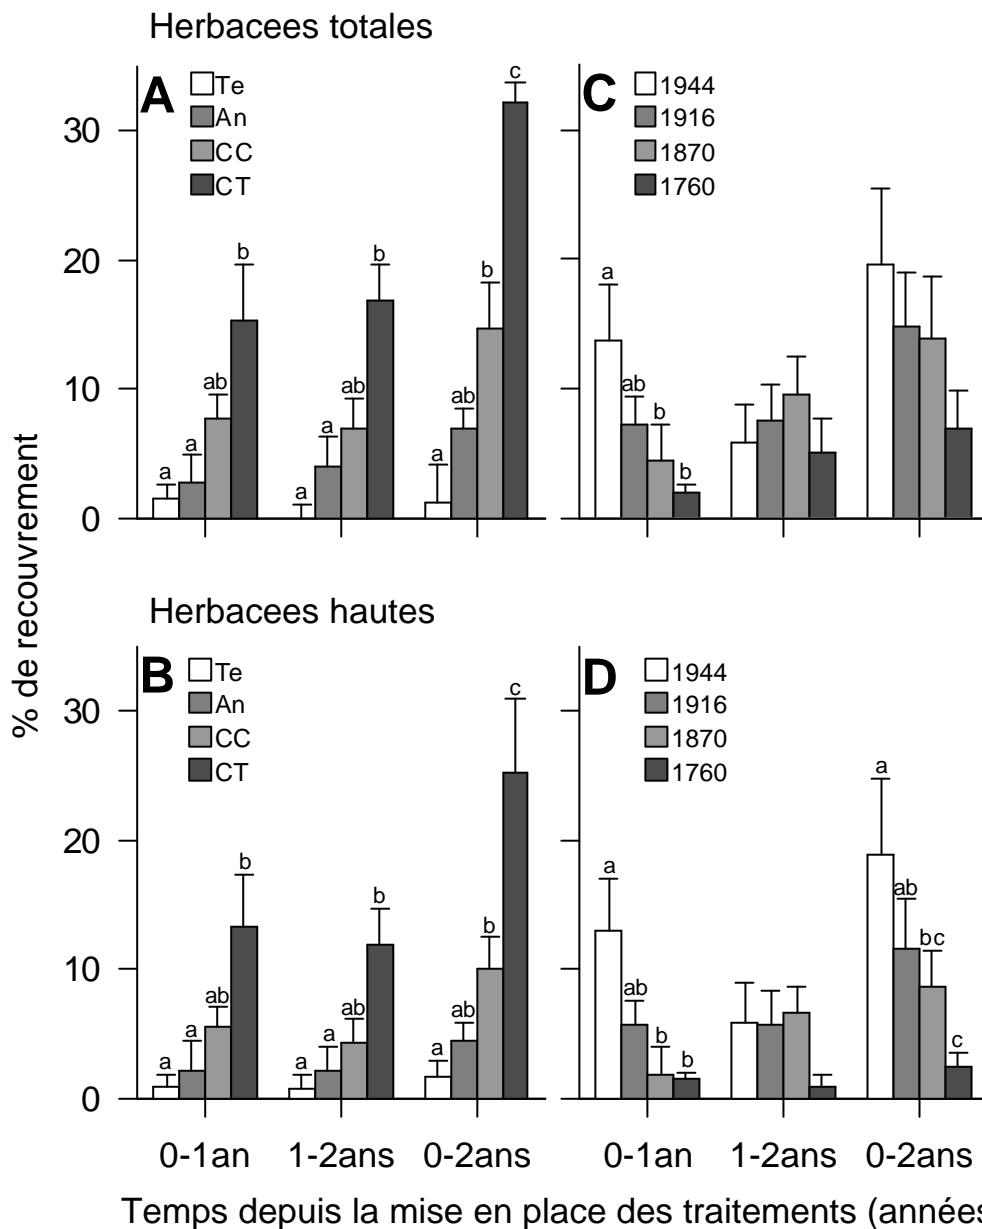 Herbacees totales
A
Te
An
CC
CT
30
20
10
0
a
a
ab
b
a
a
ab
b
a
ab
b
c
C
1944
1916
1870
1760
a
ab
b
b
% de recouvrement
Herbacees hautes
B
Te
An
CC
CT
30
20
10
0
a
a
ab
b
a
a
ab
b
a
ab
b
c
0-1an 1-2ans 0-2ans
D
1944
1916
1870
1760
a
ab
b
b
a
ab
bc
c
0-1an 1-2ans 0-2ans
Temps depuis la mise en place des traitements (années